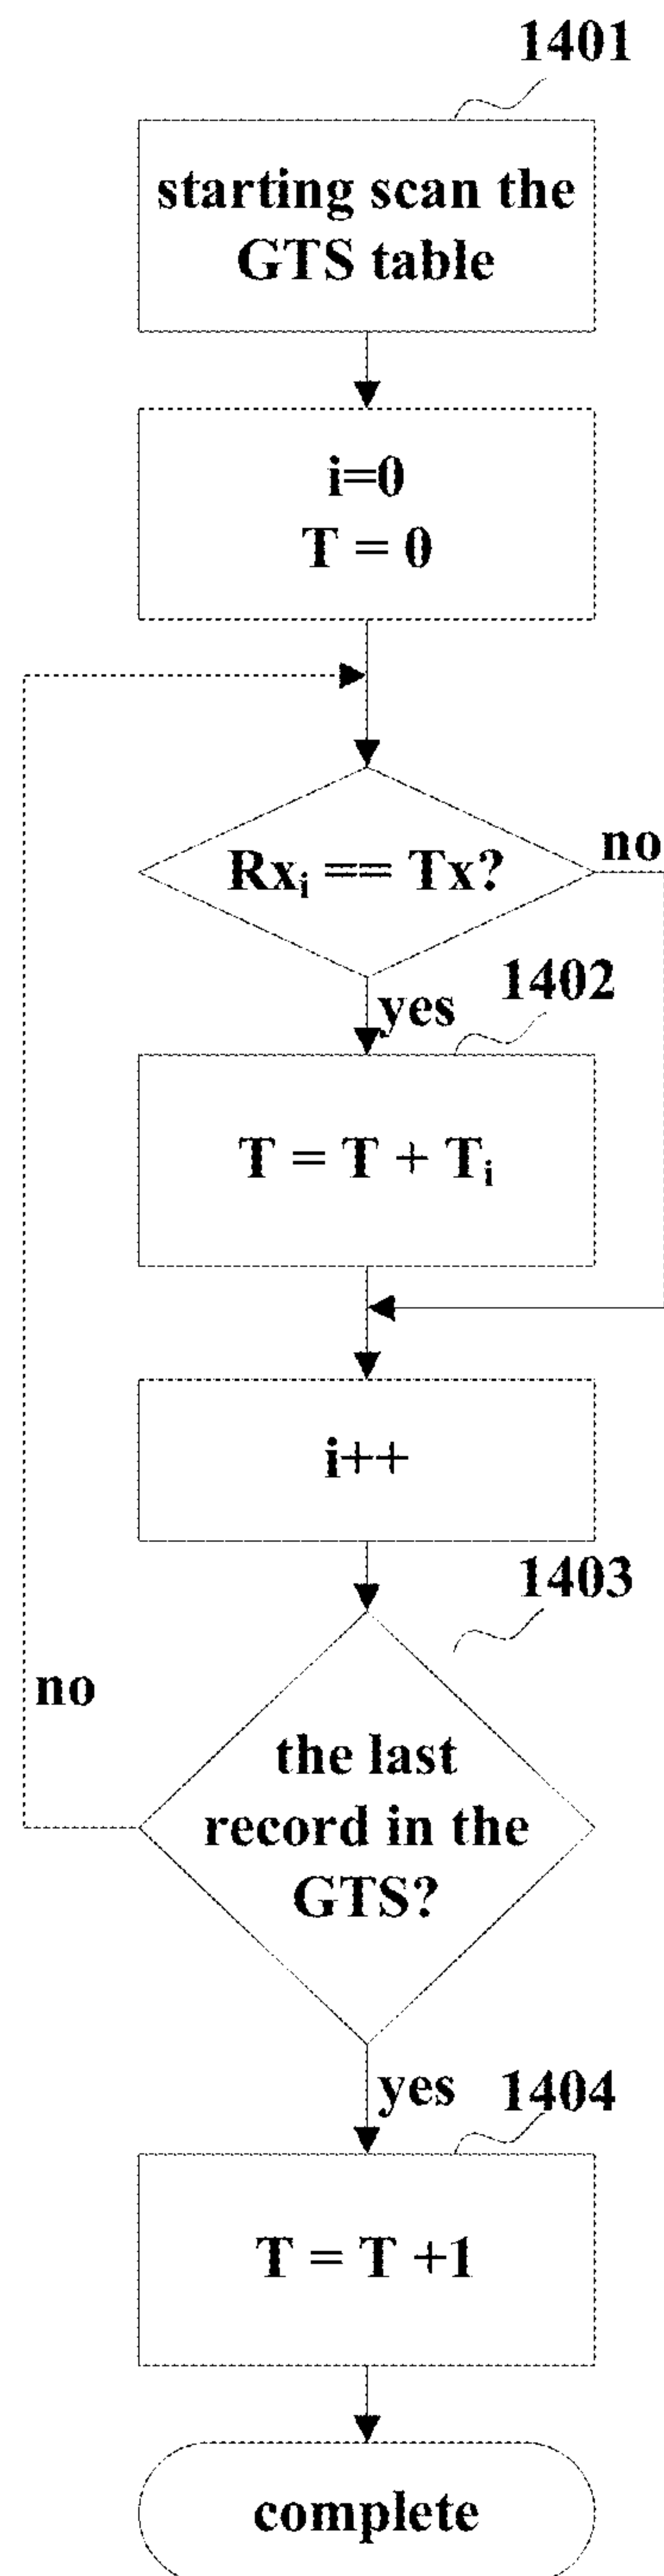 1401
starting scan the
GTS table
i=0
T = 0
Rxᵢ == Tx?
no
yes
1402
T = T + Tᵢ
i++
1403
no
the last
record in the
GTS?
yes
1404
T = T +1
complete